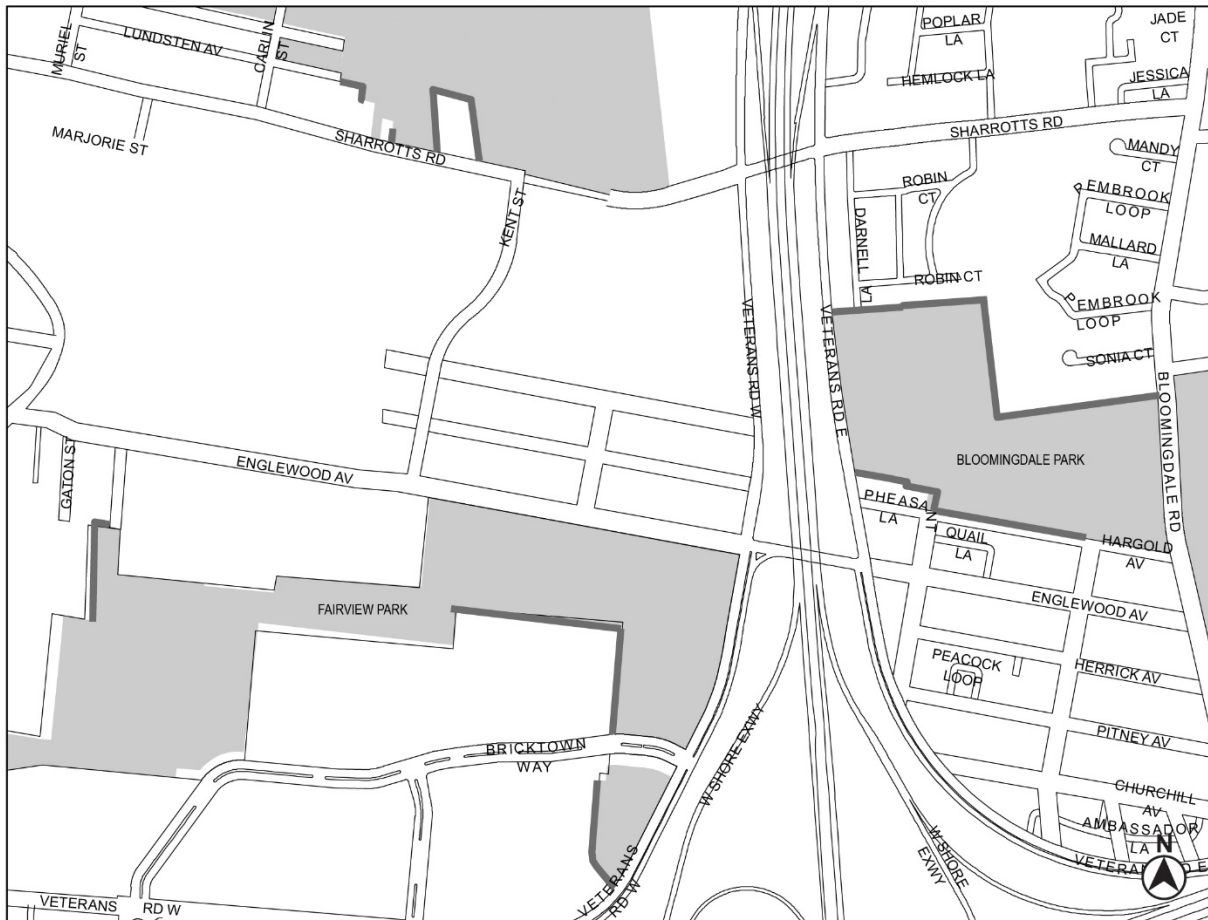 MURIEL
ST
LUNDSTEN AV
CARLIN
ST
MARJORIE ST
SHARROTTS RD
KENT ST
POPLAR
LA
HEMLOCK LA
JADE
CT
JESSICA
LA
SHARROTTS RD
MANDY
CT
ROBIN
CT
PEMBROOK
LOOP
DARNELL
LA
MALLARD
LA
ROBIN CT
PEMBROOK
LOOP
SONIA CT
VETERANS RD W
VETERANS RD E
BLOOMINGDALE RD
BLOOMINGDALE PARK
ENGLEWOOD AV
GATON ST
PHEASANT
LA
QUAIL
LA
HARGOLD
AV
ENGLEWOOD AV
FAIRVIEW PARK
PEACOCK
LOOP
HERRICK AV
PITNEY AV
BRICKTOWN
WAY
W SHORE EXWY
CHURCHILL
AV
AMBASSADOR
LA
W SHORE
EXWY
VETERANS
RD W
VETERANS RD W
N